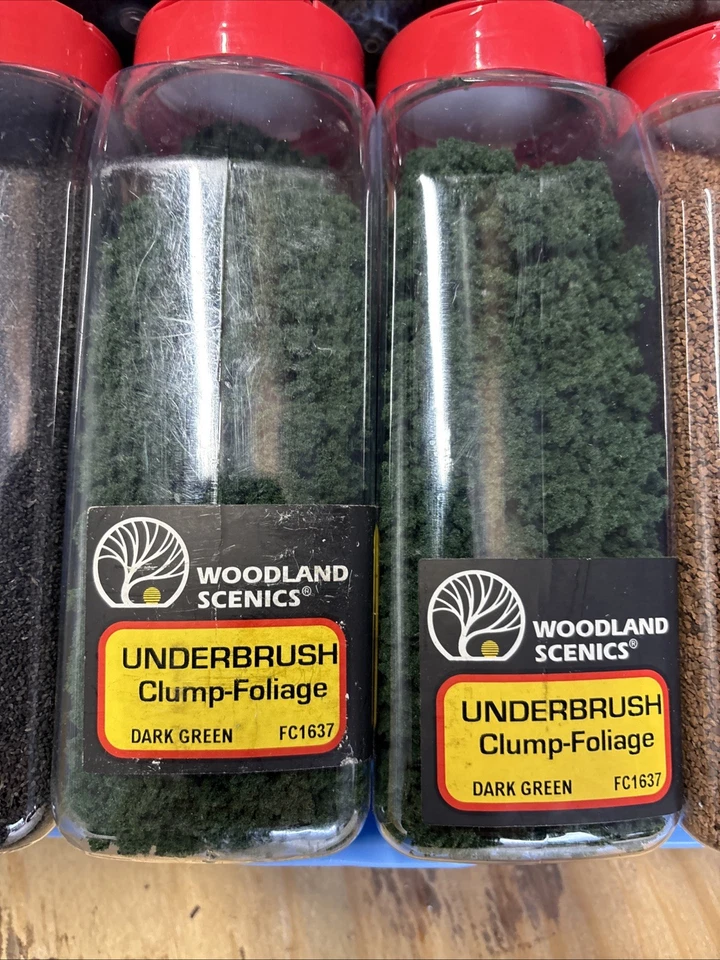 WOODLAND
SCENICS®
UNDERBRUSH
Clump-Foliage
DARK GREEN FC1637
WOODLAND
SCENICS®
UNDERBRUSH
Clump-Foliage
DARK GREEN FC1637